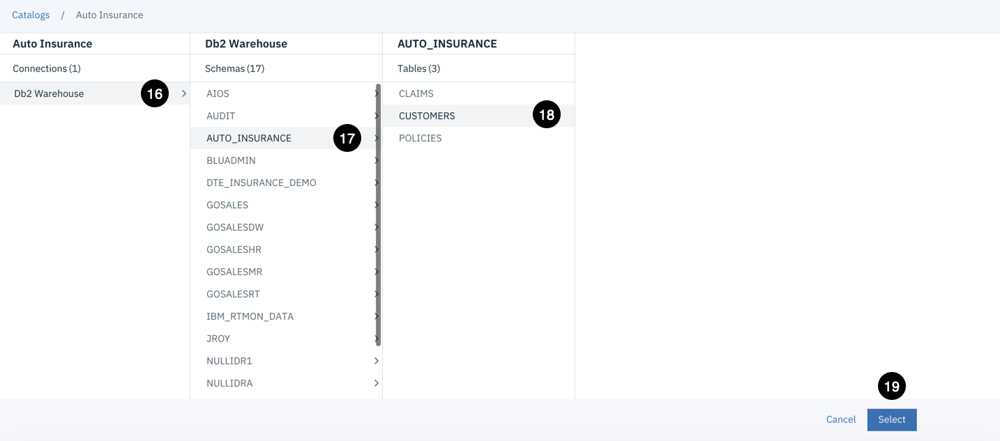 Catalogs / Auto Insurance
Auto Insurance
Connections (1)
Db2 Warehouse 16
Db2 Warehouse
Schemas (17)
AIOS
AUDIT
AUTO_INSURANCE 17
BLUADMIN
DTE_INSURANCE_DEMO
GOSALES
GOSALESDW
GOSALESHR
GOSALESMR
GOSALESRT
IBM_RTMON_DATA
JROY
NULLIDR1
NULLIDRA
AUTO_INSURANCE
Tables (3)
CLAIMS
CUSTOMERS 18
POLICIES
19
Cancel Select